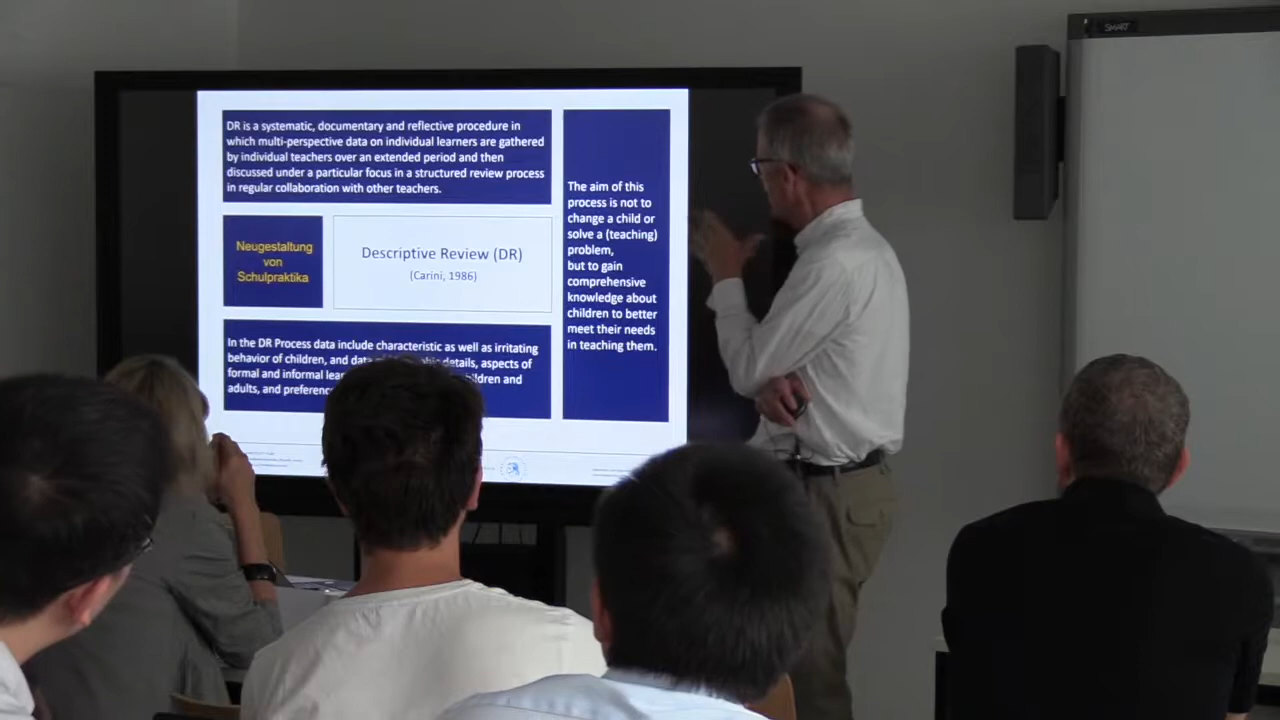 DR is a systematic, documentary and reflective procedure in
which multi-perspective data on individual learners are gathered
by individual teachers over an extended period and then
discussed under a particular focus in a structured review process
in regular collaboration with other teachers.
Neugestaltung
von
Schulpraktika
Descriptive Review (DR)
(Carini, 1986)
In the DR Process data include characteristic as well as irritating
behavior of children, and data details, aspects of
formal and informal children and
adults, and
The aim of this
process is not to
change a child or
solve a (teaching)
problem,
but to gain
comprehensive
knowledge about
children to better
meet their needs
in teaching them.
SMART